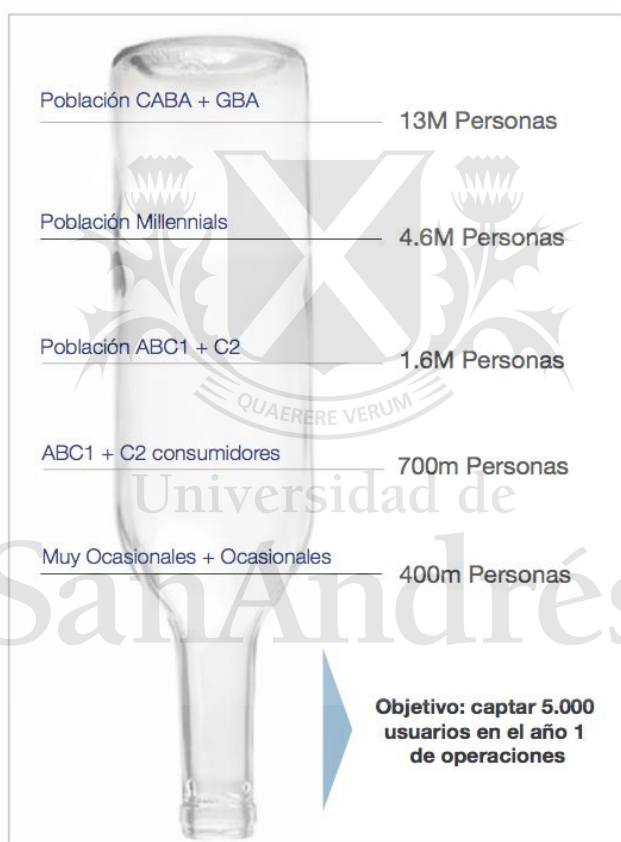 Población CABA + GBA
13M Personas
Población Millennials
4.6M Personas
Población ABC1 + C2
1.6M Personas
QUAERERE VERUM
ABC1 + C2 consumidores
700m Personas
Universidad de
Muy Ocasionales + Ocasionales
400m Personas
SanAndrés
Objetivo: captar 5.000
usuarios en el año 1
de operaciones